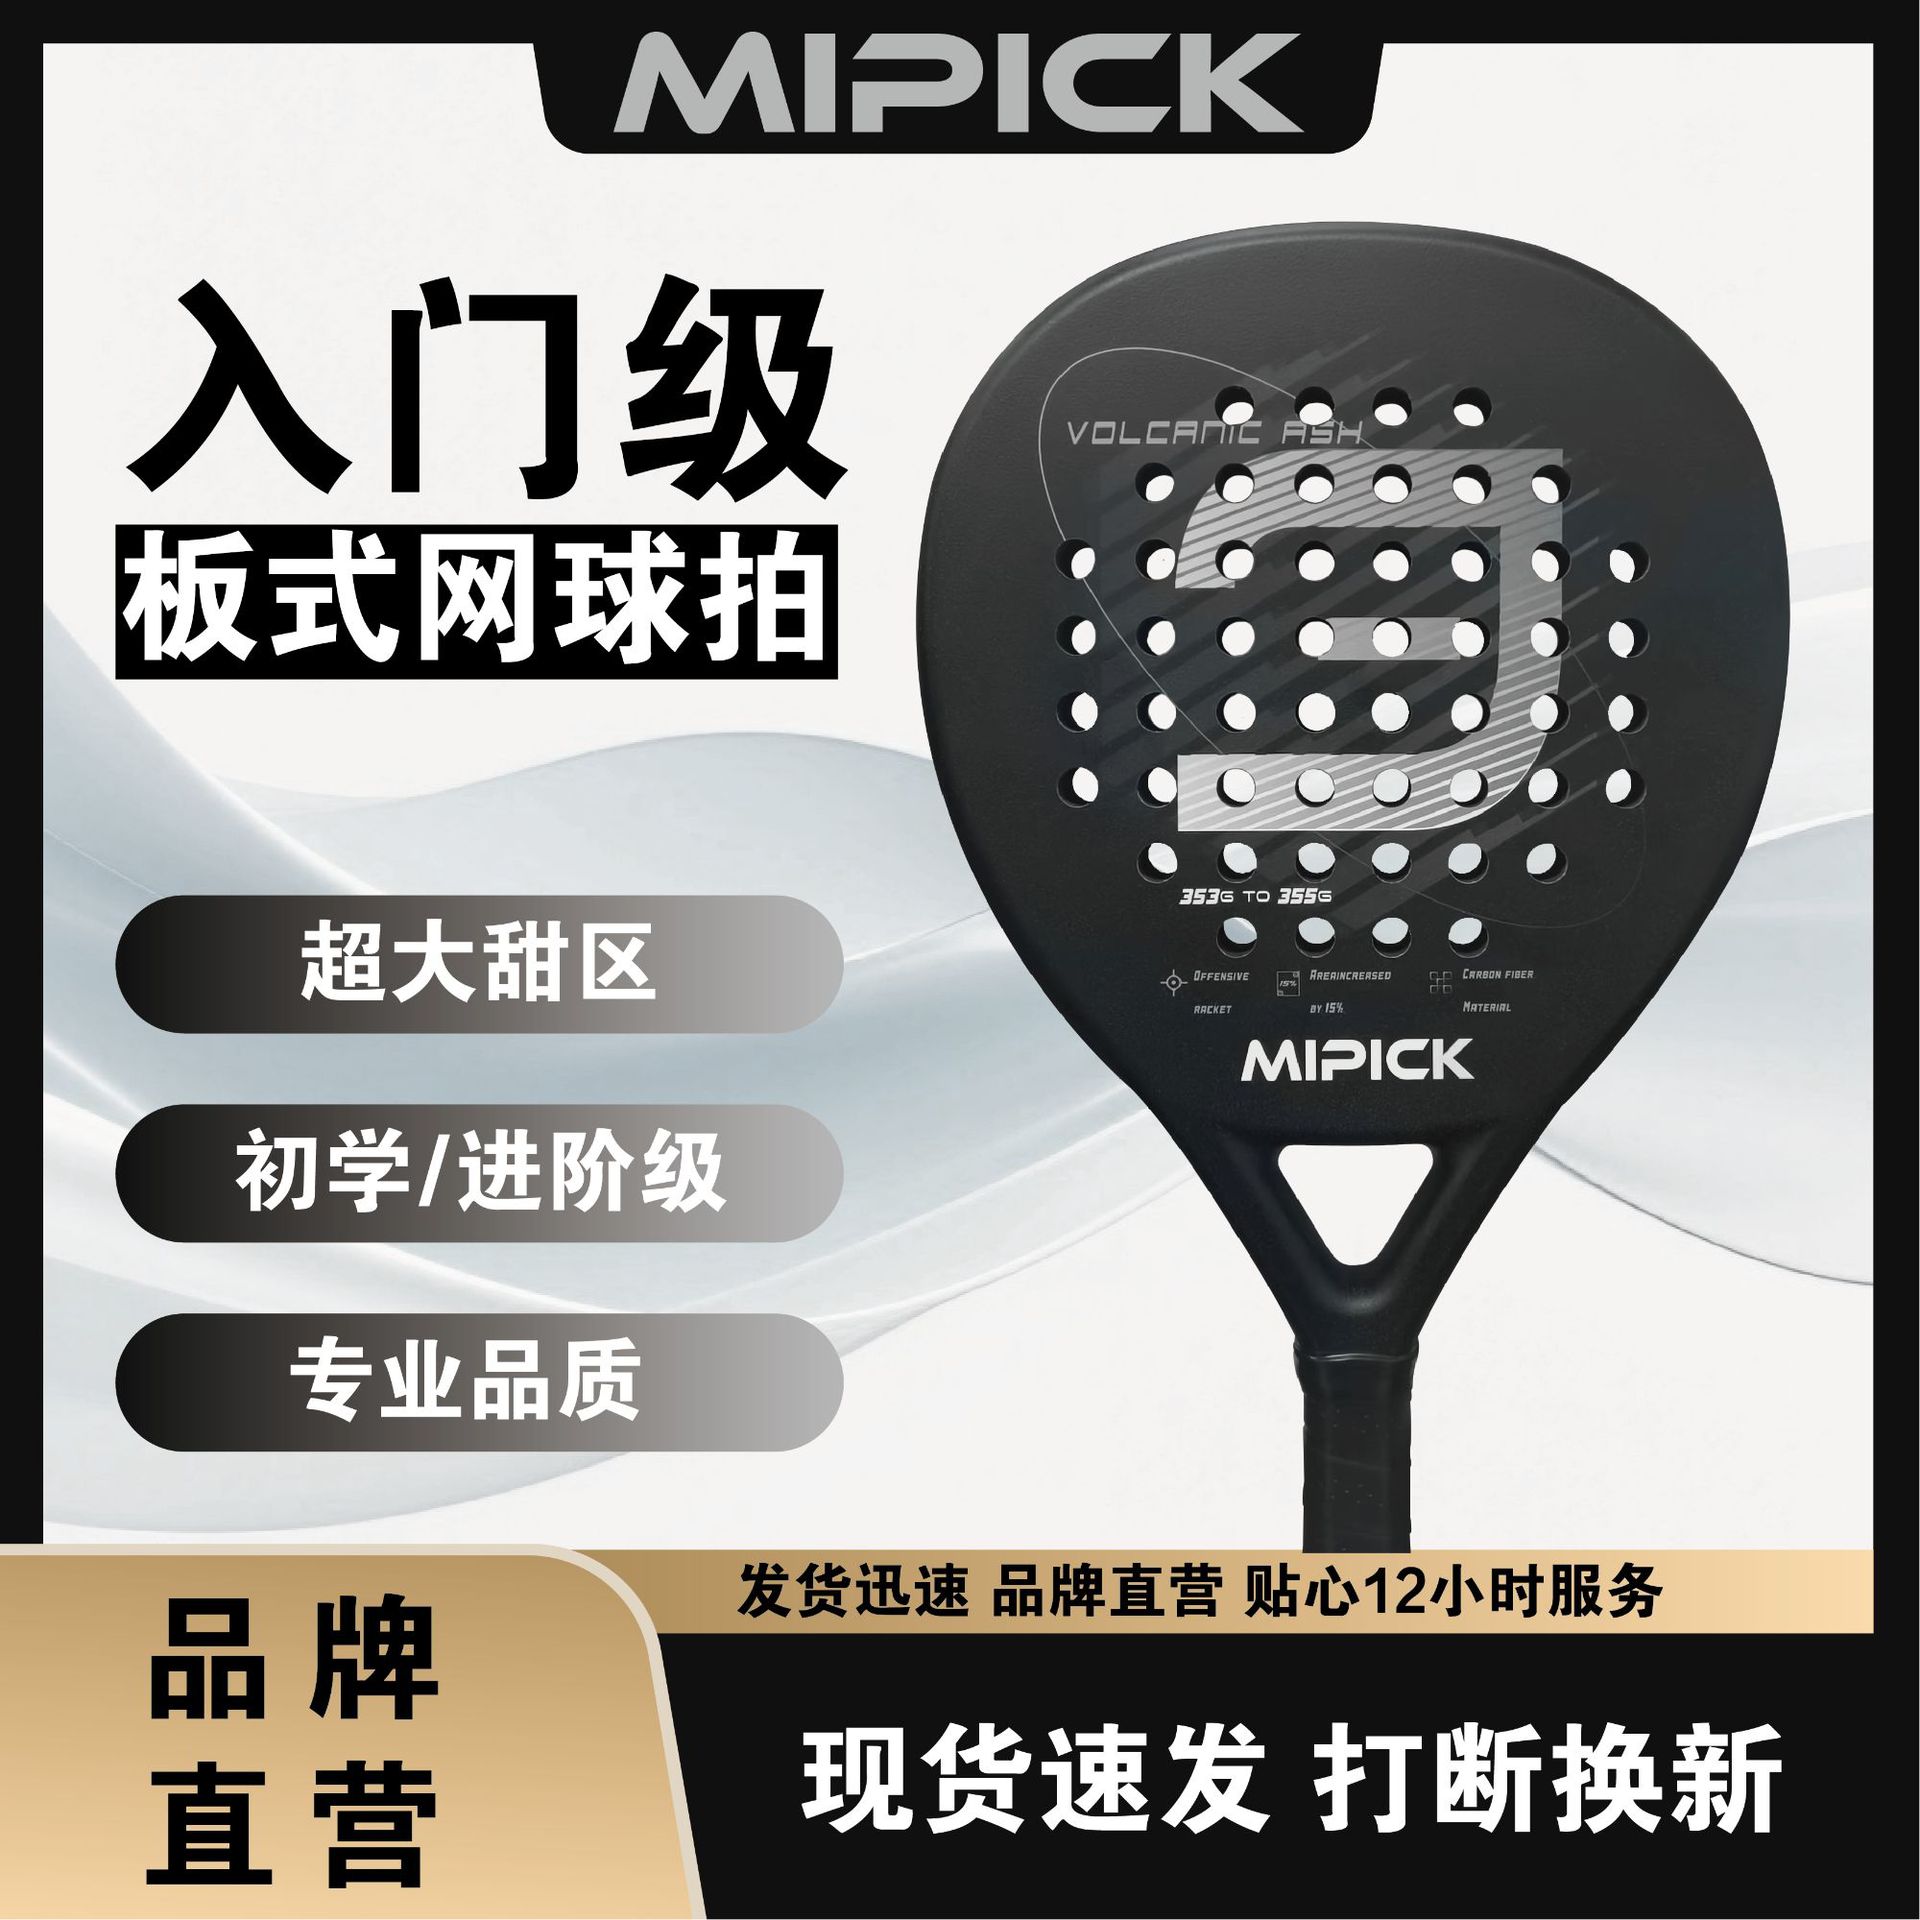 MIPICK
入门级
板式网球拍
超大甜区
初学/进阶级
专业品质
VOLCANIC ASH
353G TO 355G
OFFENSIVE
RACKET
15%
AREAINCREASED
BY 15%
CARBON FIBER
MATERIAL
MIPICK
发货迅速 品牌直营 贴心12小时服务
品牌
直营
现货速发 打断换新